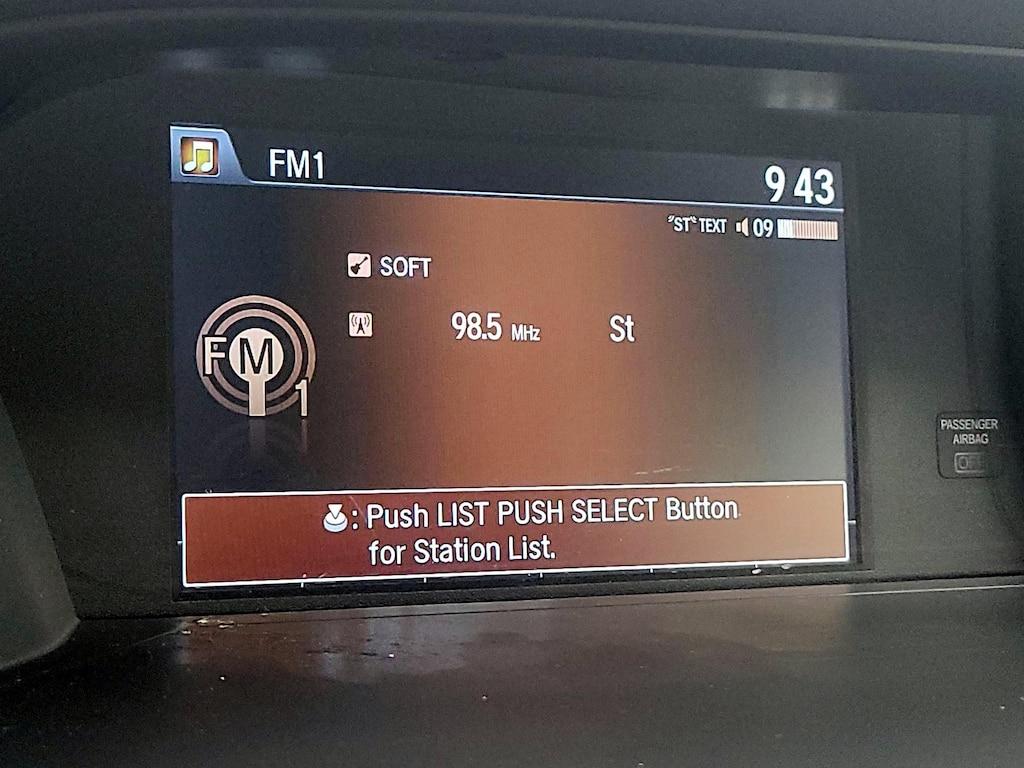 FM1
9 43
"ST" TEXT 09
SOFT
98.5 MHz St
FM
1
: Push LIST PUSH SELECT Button
for Station List.
PASSENGER
AIRBAG
OFF